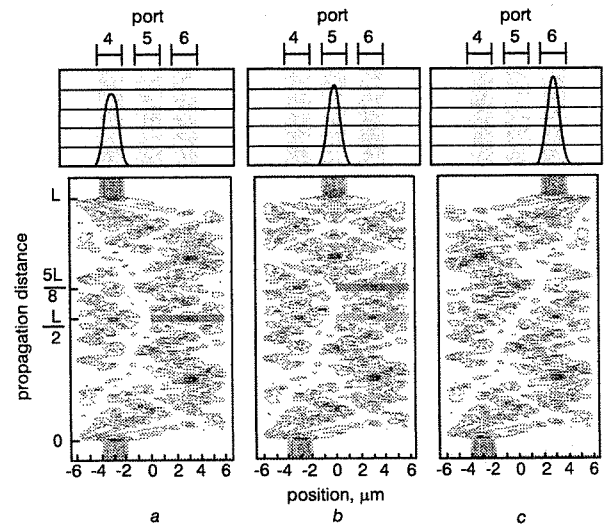 port port port
4 5 6 4 5 6 4 5 6
L
5L
8
L
2
0
propagation distance
-6 -4 -2 0 2 4 6 -6 -4 -2 0 2 4 6 -6 -4 -2 0 2 4 6
position, µm
a b c